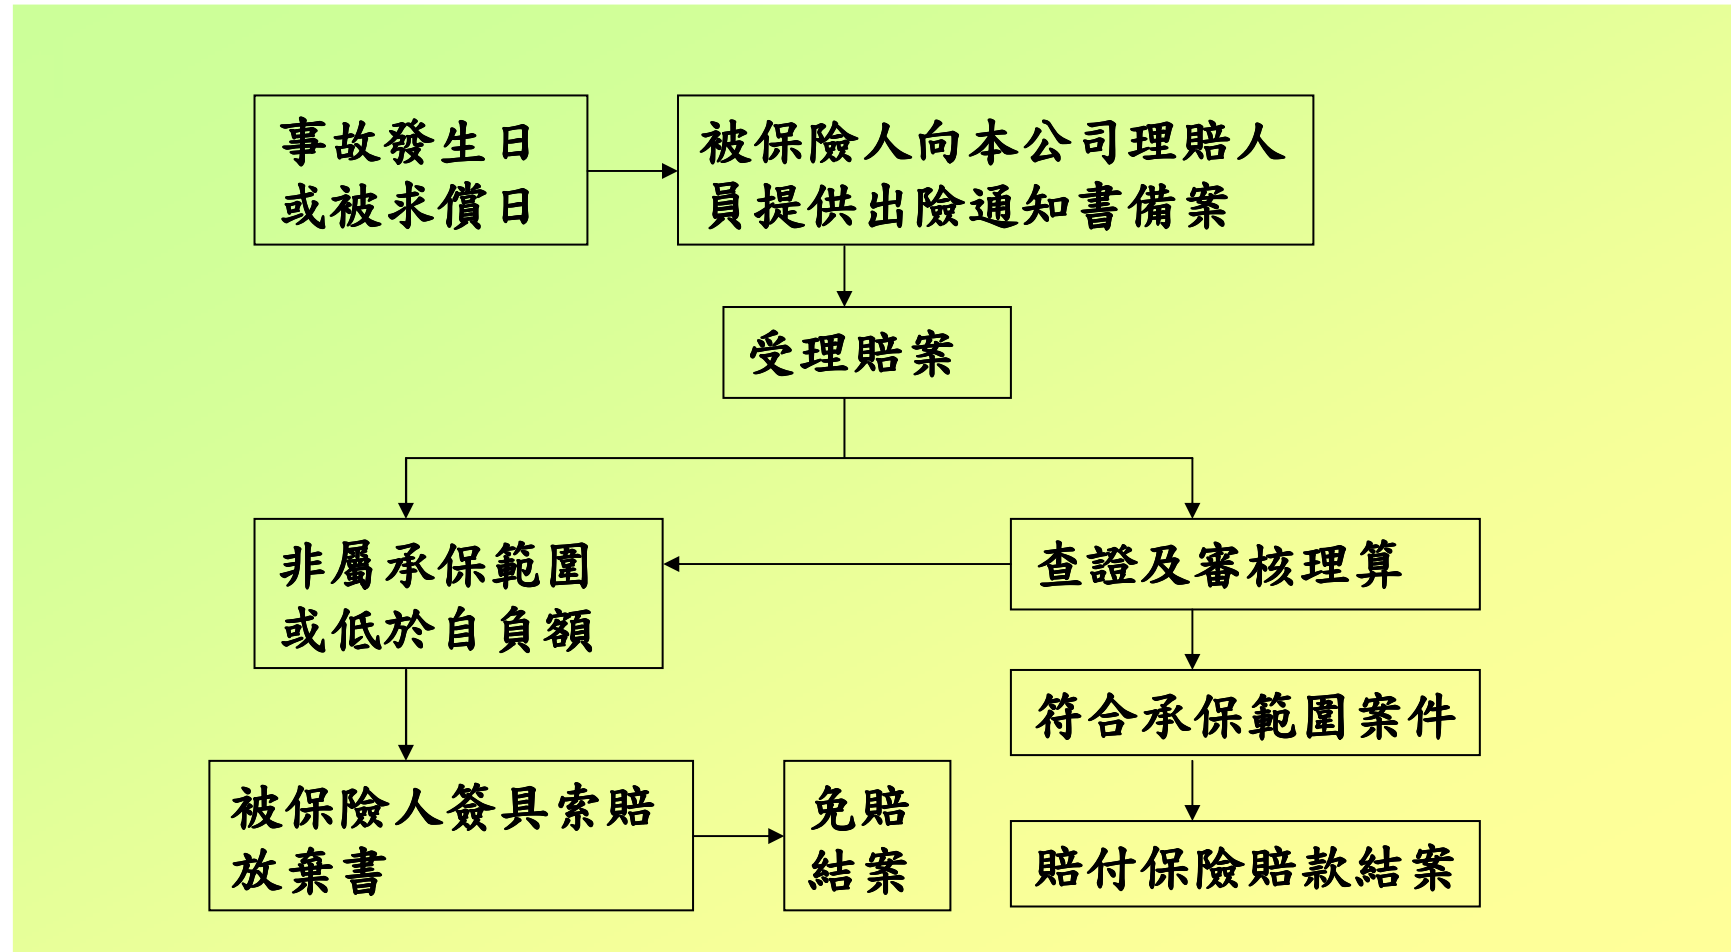 事故發生日
或被求償日
被保險人向本公司理賠人
員提供出險通知書備案
受理賠案
非屬承保範圍
或低於自負額
查證及審核理算
符合承保範圍案件
被保險人簽具索賠
放棄書
免賠
結案
賠付保險賠款結案